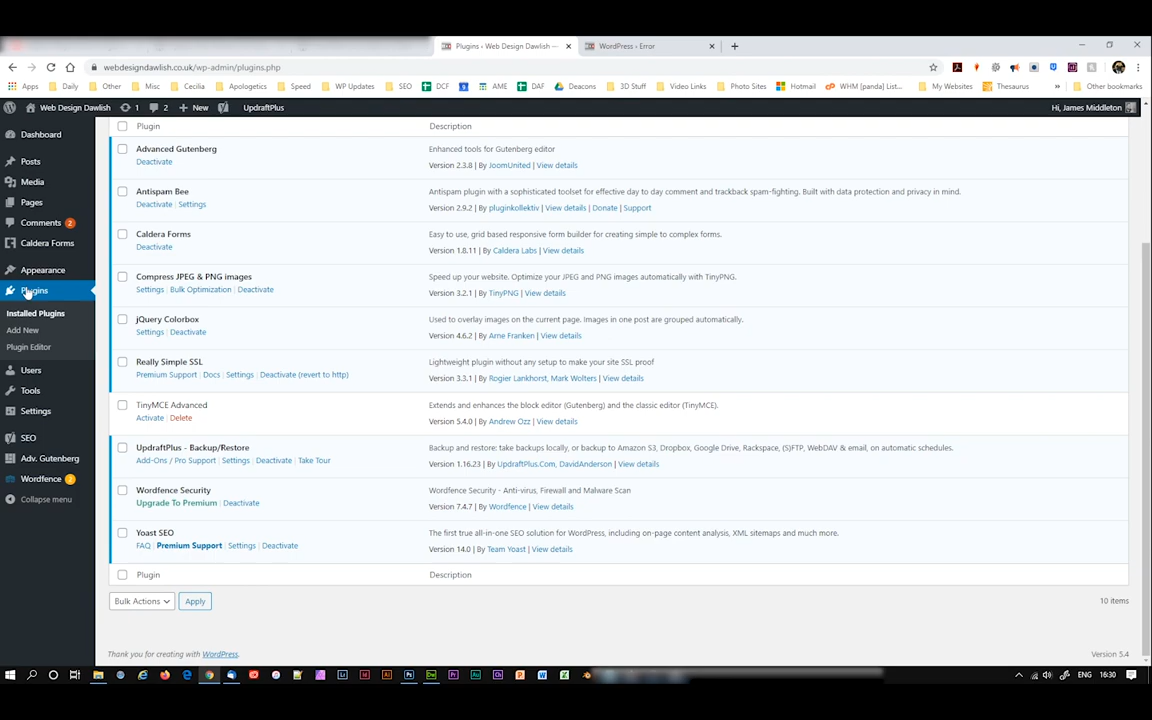 Plugins ‹ Web Design Dawlish —
WordPress › Error
webdesigndawlish.co.uk/wp-admin/plugins.php
Apps Daily Other Misc Cecilia Apologetics Speed WP Updates SEO DCF AME DAF Deacons 3D Stuff Video Links Photo Sites Hotmail WHM [panda] List... My Websites Thesaurus » Other bookmarks
Web Design Dawlish 1 2 + New UpdraftPlus Hi, James Middleton
Dashboard
Posts
Media
Pages
Comments 2
Caldera Forms
Appearance
Plugins
Installed Plugins
Add New
Plugin Editor
Users
Tools
Settings
SEO
Adv. Gutenberg
Wordfence
Collapse menu
Plugin Description
Advanced Gutenberg
Deactivate
Enhanced tools for Gutenberg editor
Version 2.3.8 | By JoomUnited | View details
Antispam Bee
Deactivate | Settings
Antispam plugin with a sophisticated toolset for effective day to day comment and trackback spam-fighting. Built with data protection and privacy in mind.
Version 2.9.2 | By pluginkollektiv | View details | Donate | Support
Caldera Forms
Deactivate
Easy to use, grid based responsive form builder for creating simple to complex forms.
Version 1.8.11 | By Caldera Labs | View details
Compress JPEG & PNG images
Settings | Bulk Optimization | Deactivate
Speed up your website. Optimize your JPEG and PNG images automatically with TinyPNG.
Version 3.2.1 | By TinyPNG | View details
jQuery Colorbox
Settings | Deactivate
Used to overlay images on the current page. Images in one post are grouped automatically.
Version 4.6.2 | By Arne Franken | View details
Really Simple SSL
Premium Support | Docs | Settings | Deactivate (revert to http)
Lightweight plugin without any setup to make your site SSL proof
Version 3.3.1 | By Rogier Lankhorst, Mark Wolters | View details
TinyMCE Advanced
Activate | Delete
Extends and enhances the block editor (Gutenberg) and the classic editor (TinyMCE).
Version 5.4.0 | By Andrew Ozz | View details
UpdraftPlus - Backup/Restore
Add-Ons / Pro Support | Settings | Deactivate | Take Tour
Backup and restore: take backups locally, or backup to Amazon S3, Dropbox, Google Drive, Rackspace, (S)FTP, WebDAV & email, on automatic schedules.
Version 1.16.23 | By UpdraftPlus.Com, DavidAnderson | View details
Wordfence Security
Upgrade To Premium | Deactivate
Wordfence Security - Anti-virus, Firewall and Malware Scan
Version 7.4.7 | By Wordfence | View details
Yoast SEO
FAQ | Premium Support | Settings | Deactivate
The first true all-in-one SEO solution for WordPress, including on-page content analysis, XML sitemaps and much more.
Version 14.0 | By Team Yoast | View details
Plugin Description
Bulk Actions Apply 10 items
Thank you for creating with WordPress. Version 5.4
ENG 16:30